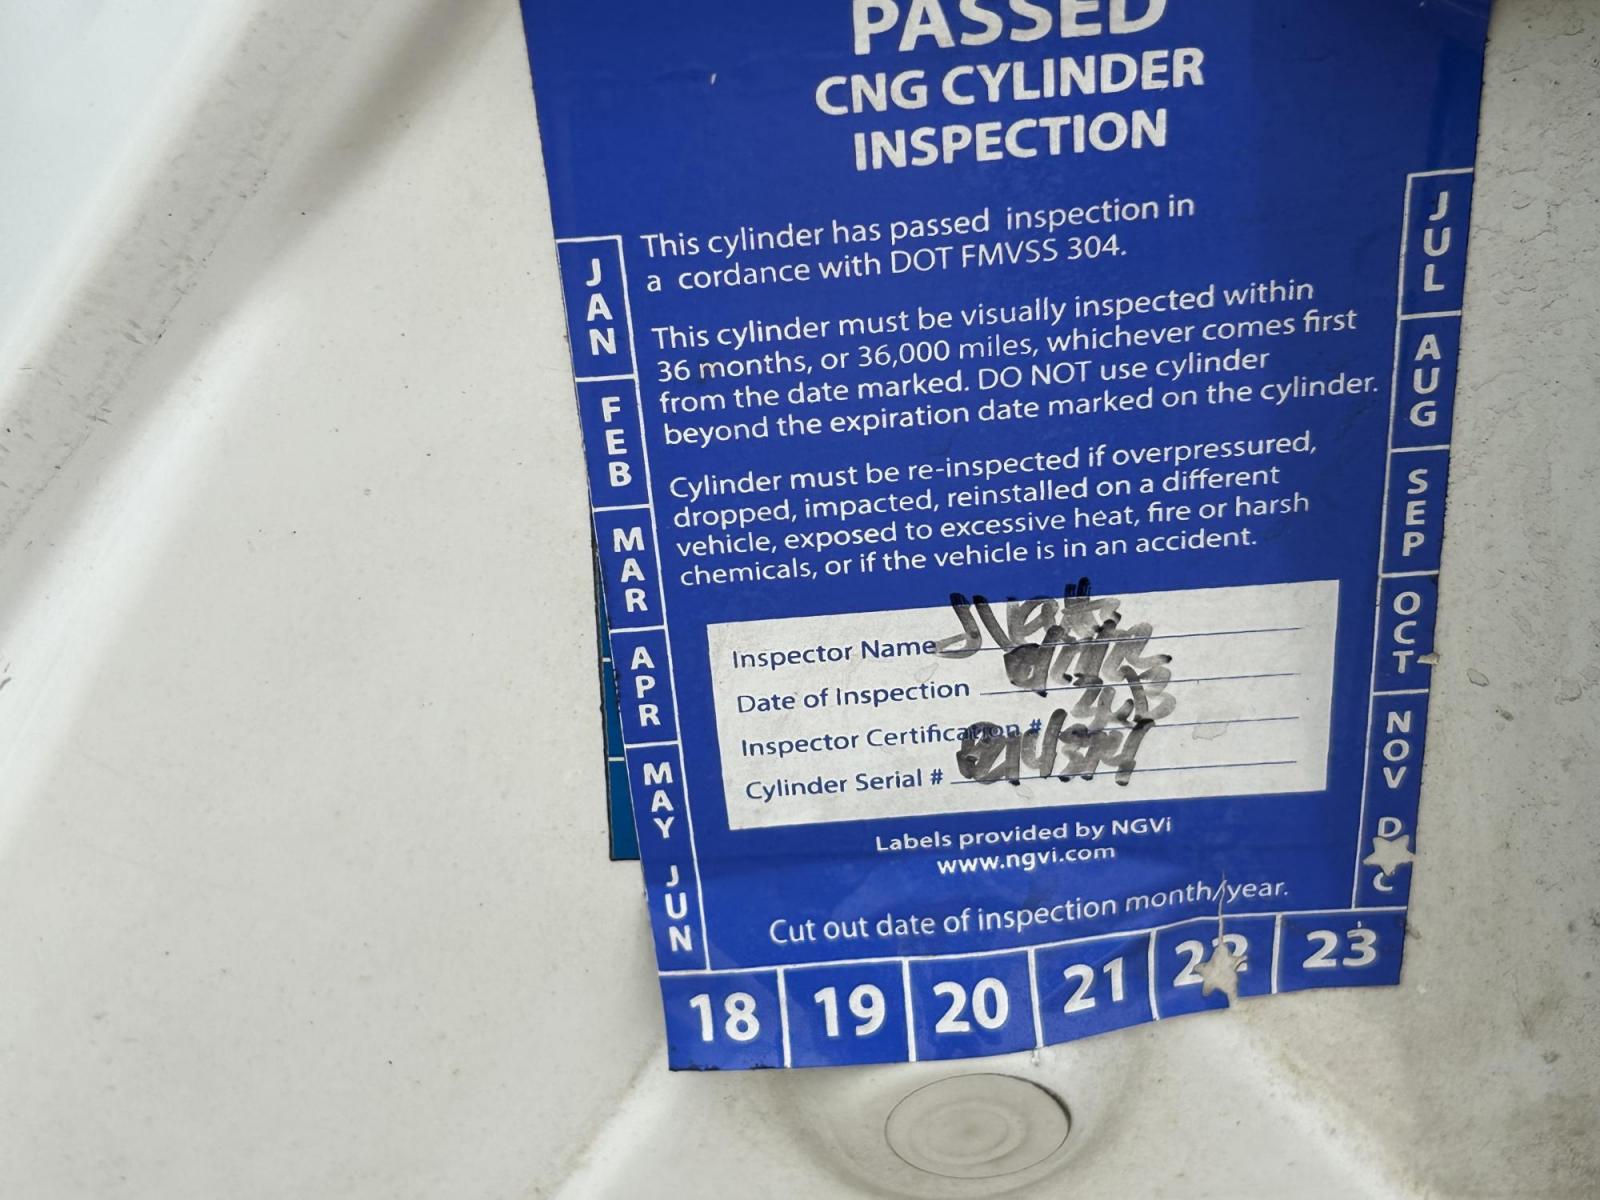 PASSED
CNG CYLINDER
INSPECTION
This cylinder has passed inspection in
a cordance with DOT FMVSS 304.
This cylinder must be visually inspected within
36 months, or 36,000 miles, whichever comes first
from the date marked. DO NOT use cylinder
beyond the expiration date marked on the cylinder.
Cylinder must be re-inspected if overpressured,
dropped, impacted, reinstalled on a different
vehicle, exposed to excessive heat, fire or harsh
chemicals, or if the vehicle is in an accident.
Inspector Name
Date of Inspection
Inspector Certification #
Cylinder Serial #
Labels provided by NGVi
www.ngvi.com
Cut out date of inspection month/year.
JAN
FEB
MAR
APR
MAY
JUN
JUL
AUG
SEP
OCT
NOV
D C
18 19 20 21 22 23